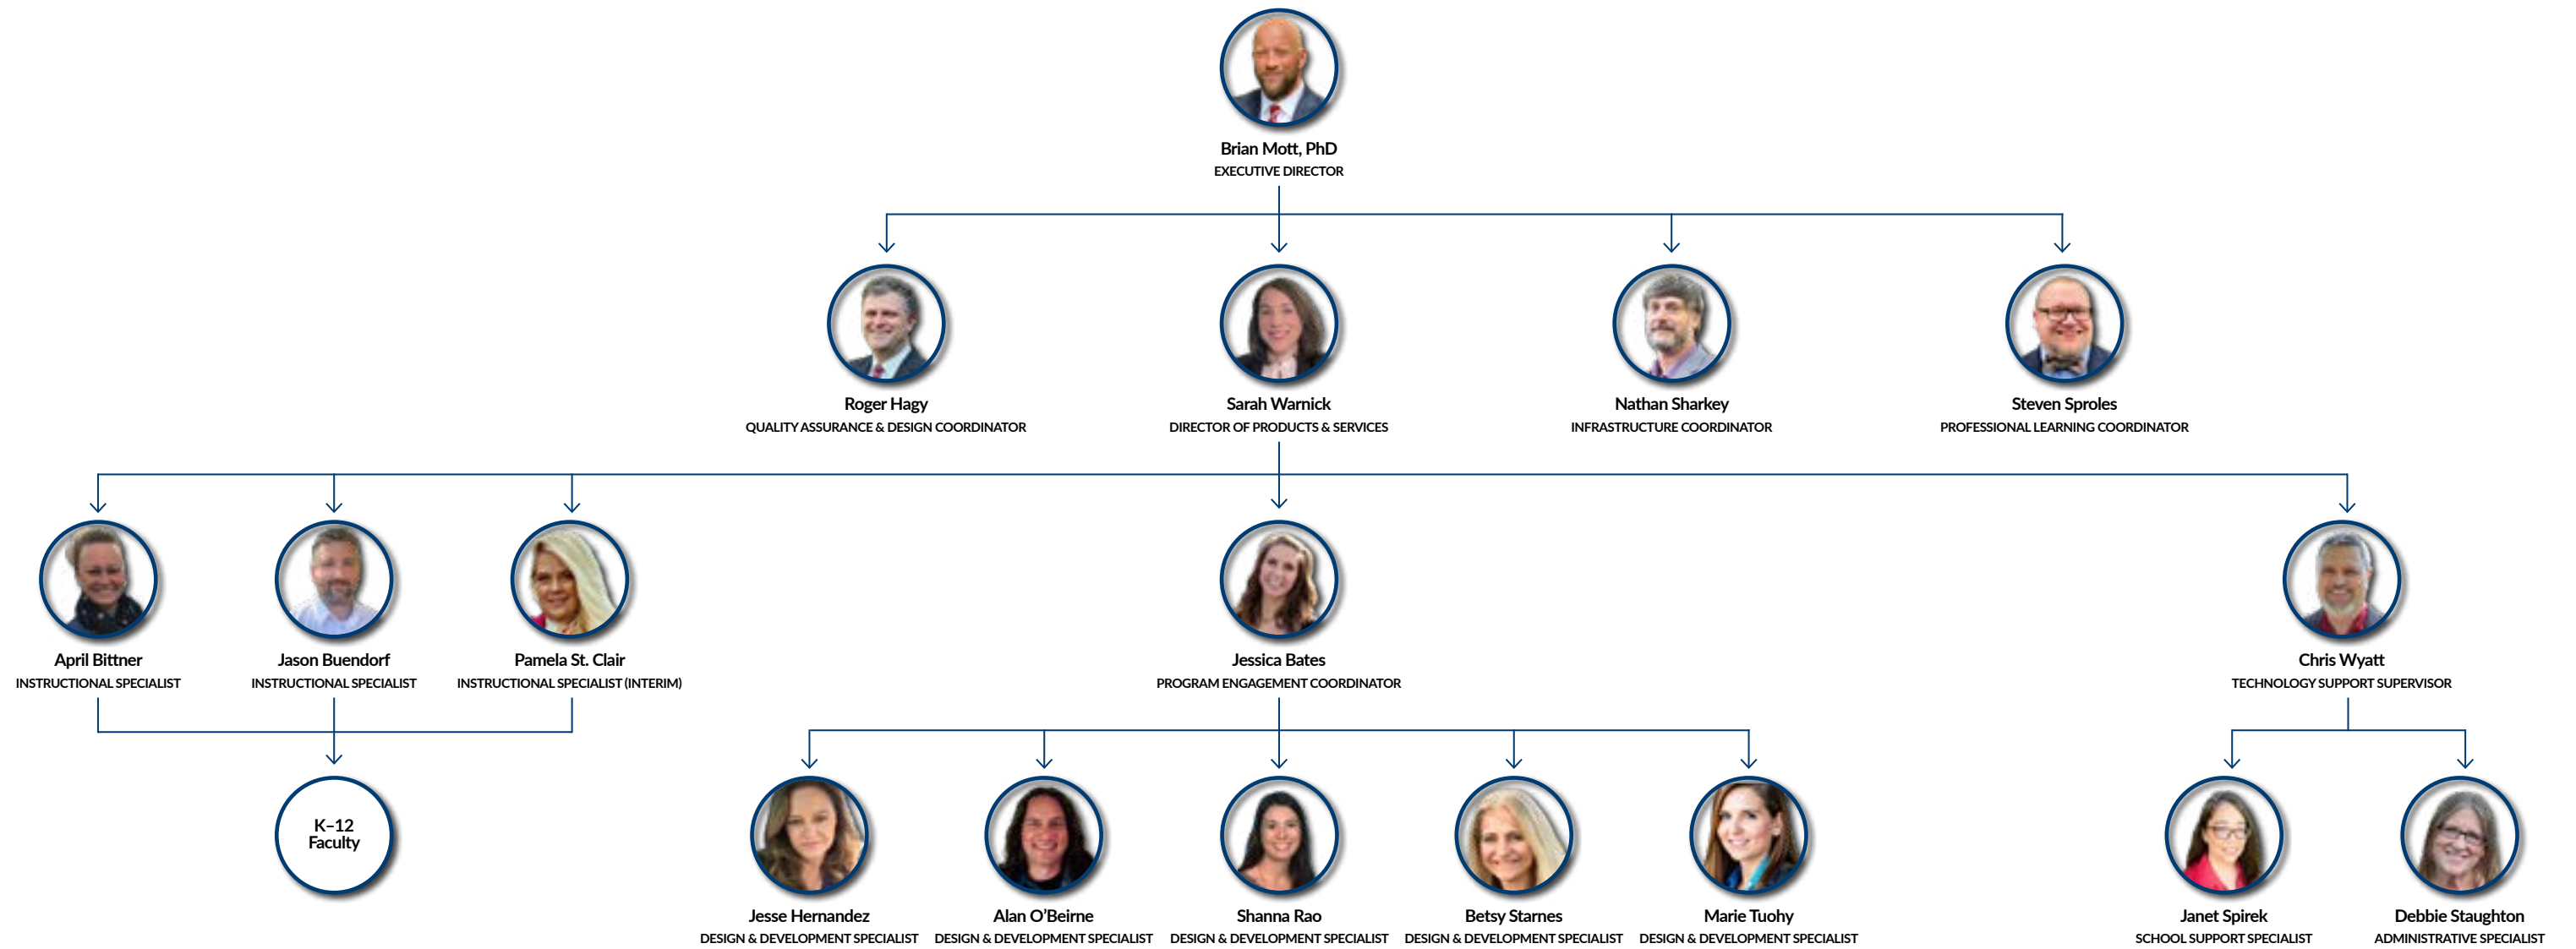 Brian Mott, PhD
EXECUTIVE DIRECTOR
Roger Hagy
QUALITY ASSURANCE & DESIGN COORDINATOR
Sarah Warnick
DIRECTOR OF PRODUCTS & SERVICES
Nathan Sharkey
INFRASTRUCTURE COORDINATOR
Steven Sproles
PROFESSIONAL LEARNING COORDINATOR
April Bittner
INSTRUCTIONAL SPECIALIST
Jason Buendorf
INSTRUCTIONAL SPECIALIST
Pamela St. Clair
INSTRUCTIONAL SPECIALIST (INTERIM)
Jessica Bates
PROGRAM ENGAGEMENT COORDINATOR
Chris Wyatt
TECHNOLOGY SUPPORT SUPERVISOR
K–12
Faculty
Jesse Hernandez
DESIGN & DEVELOPMENT SPECIALIST
Alan O’Beirne
DESIGN & DEVELOPMENT SPECIALIST
Shanna Rao
DESIGN & DEVELOPMENT SPECIALIST
Betsy Starnes
DESIGN & DEVELOPMENT SPECIALIST
Marie Tuohy
DESIGN & DEVELOPMENT SPECIALIST
Janet Spirek
SCHOOL SUPPORT SPECIALIST
Debbie Staughton
ADMINISTRATIVE SPECIALIST